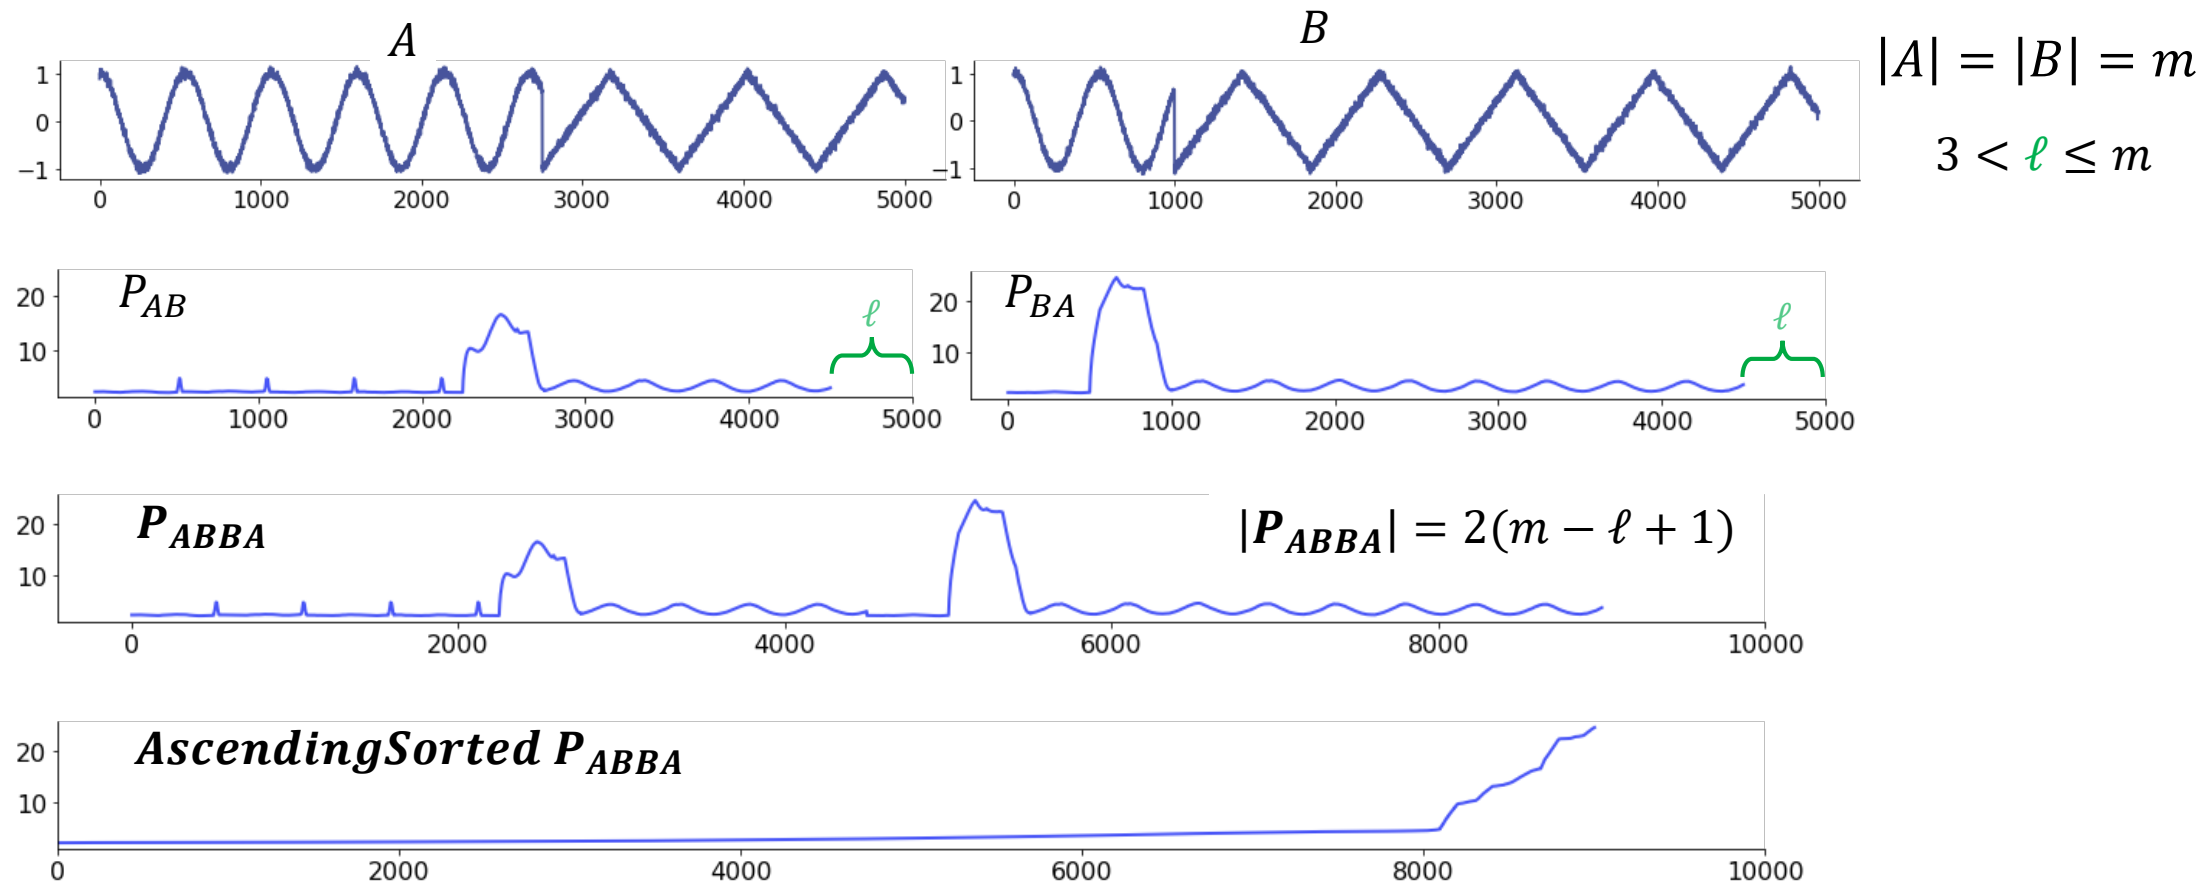 A
B
|A| = |B| = m
3 < ℓ ≤ m
1
0
−1
0 1000 2000 3000 4000 5000
1
0
−1
0 1000 2000 3000 4000 5000
P_AB
ℓ
20
10
0 1000 2000 3000 4000 5000
P_BA
ℓ
20
10
0 1000 2000 3000 4000 5000
P_ABBA
|P_ABBA| = 2(m − ℓ + 1)
20
10
0 2000 4000 6000 8000 10000
AscendingSorted P_ABBA
20
10
0 2000 4000 6000 8000 10000